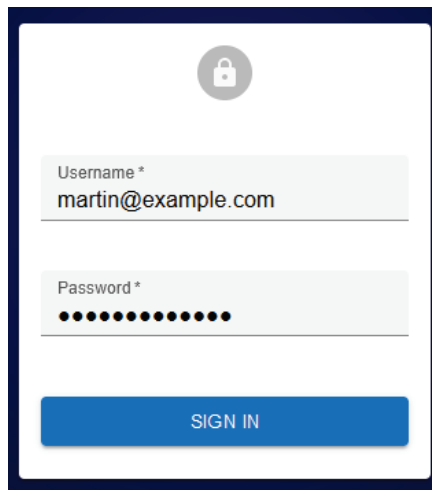 Username *
martin@example.com
Password *
•••••••••••••
SIGN IN